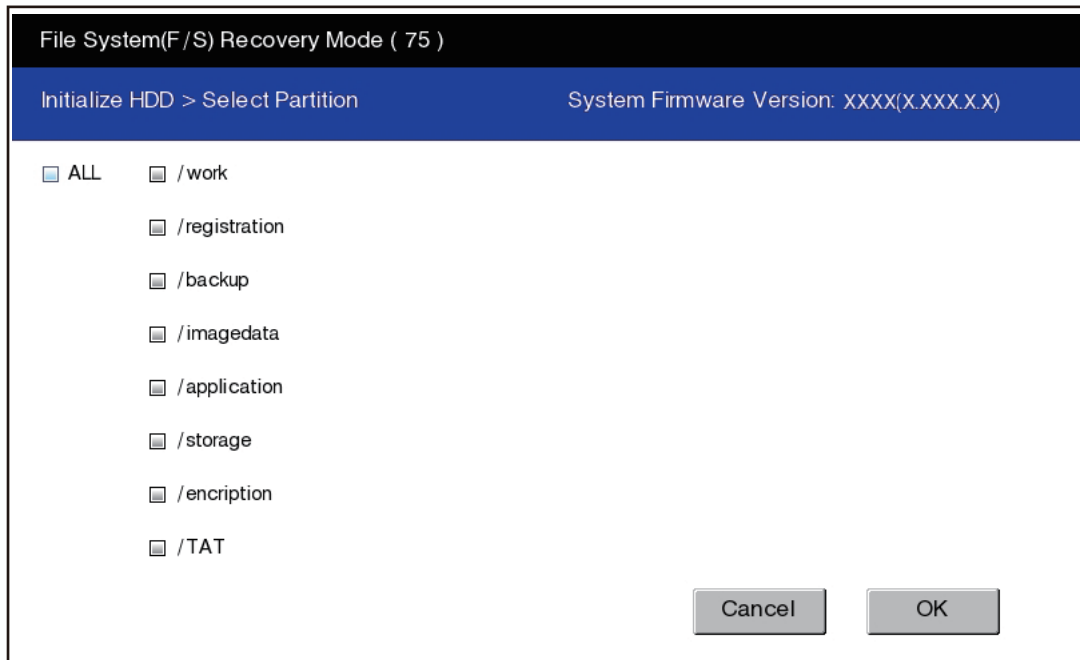 File System(F/S) Recovery Mode ( 75 )
Initialize HDD > Select Partition System Firmware Version: XXXX(X.XXX.X.X)
ALL /work
/registration
/backup
/imagedata
/application
/storage
/encription
/TAT
Cancel OK